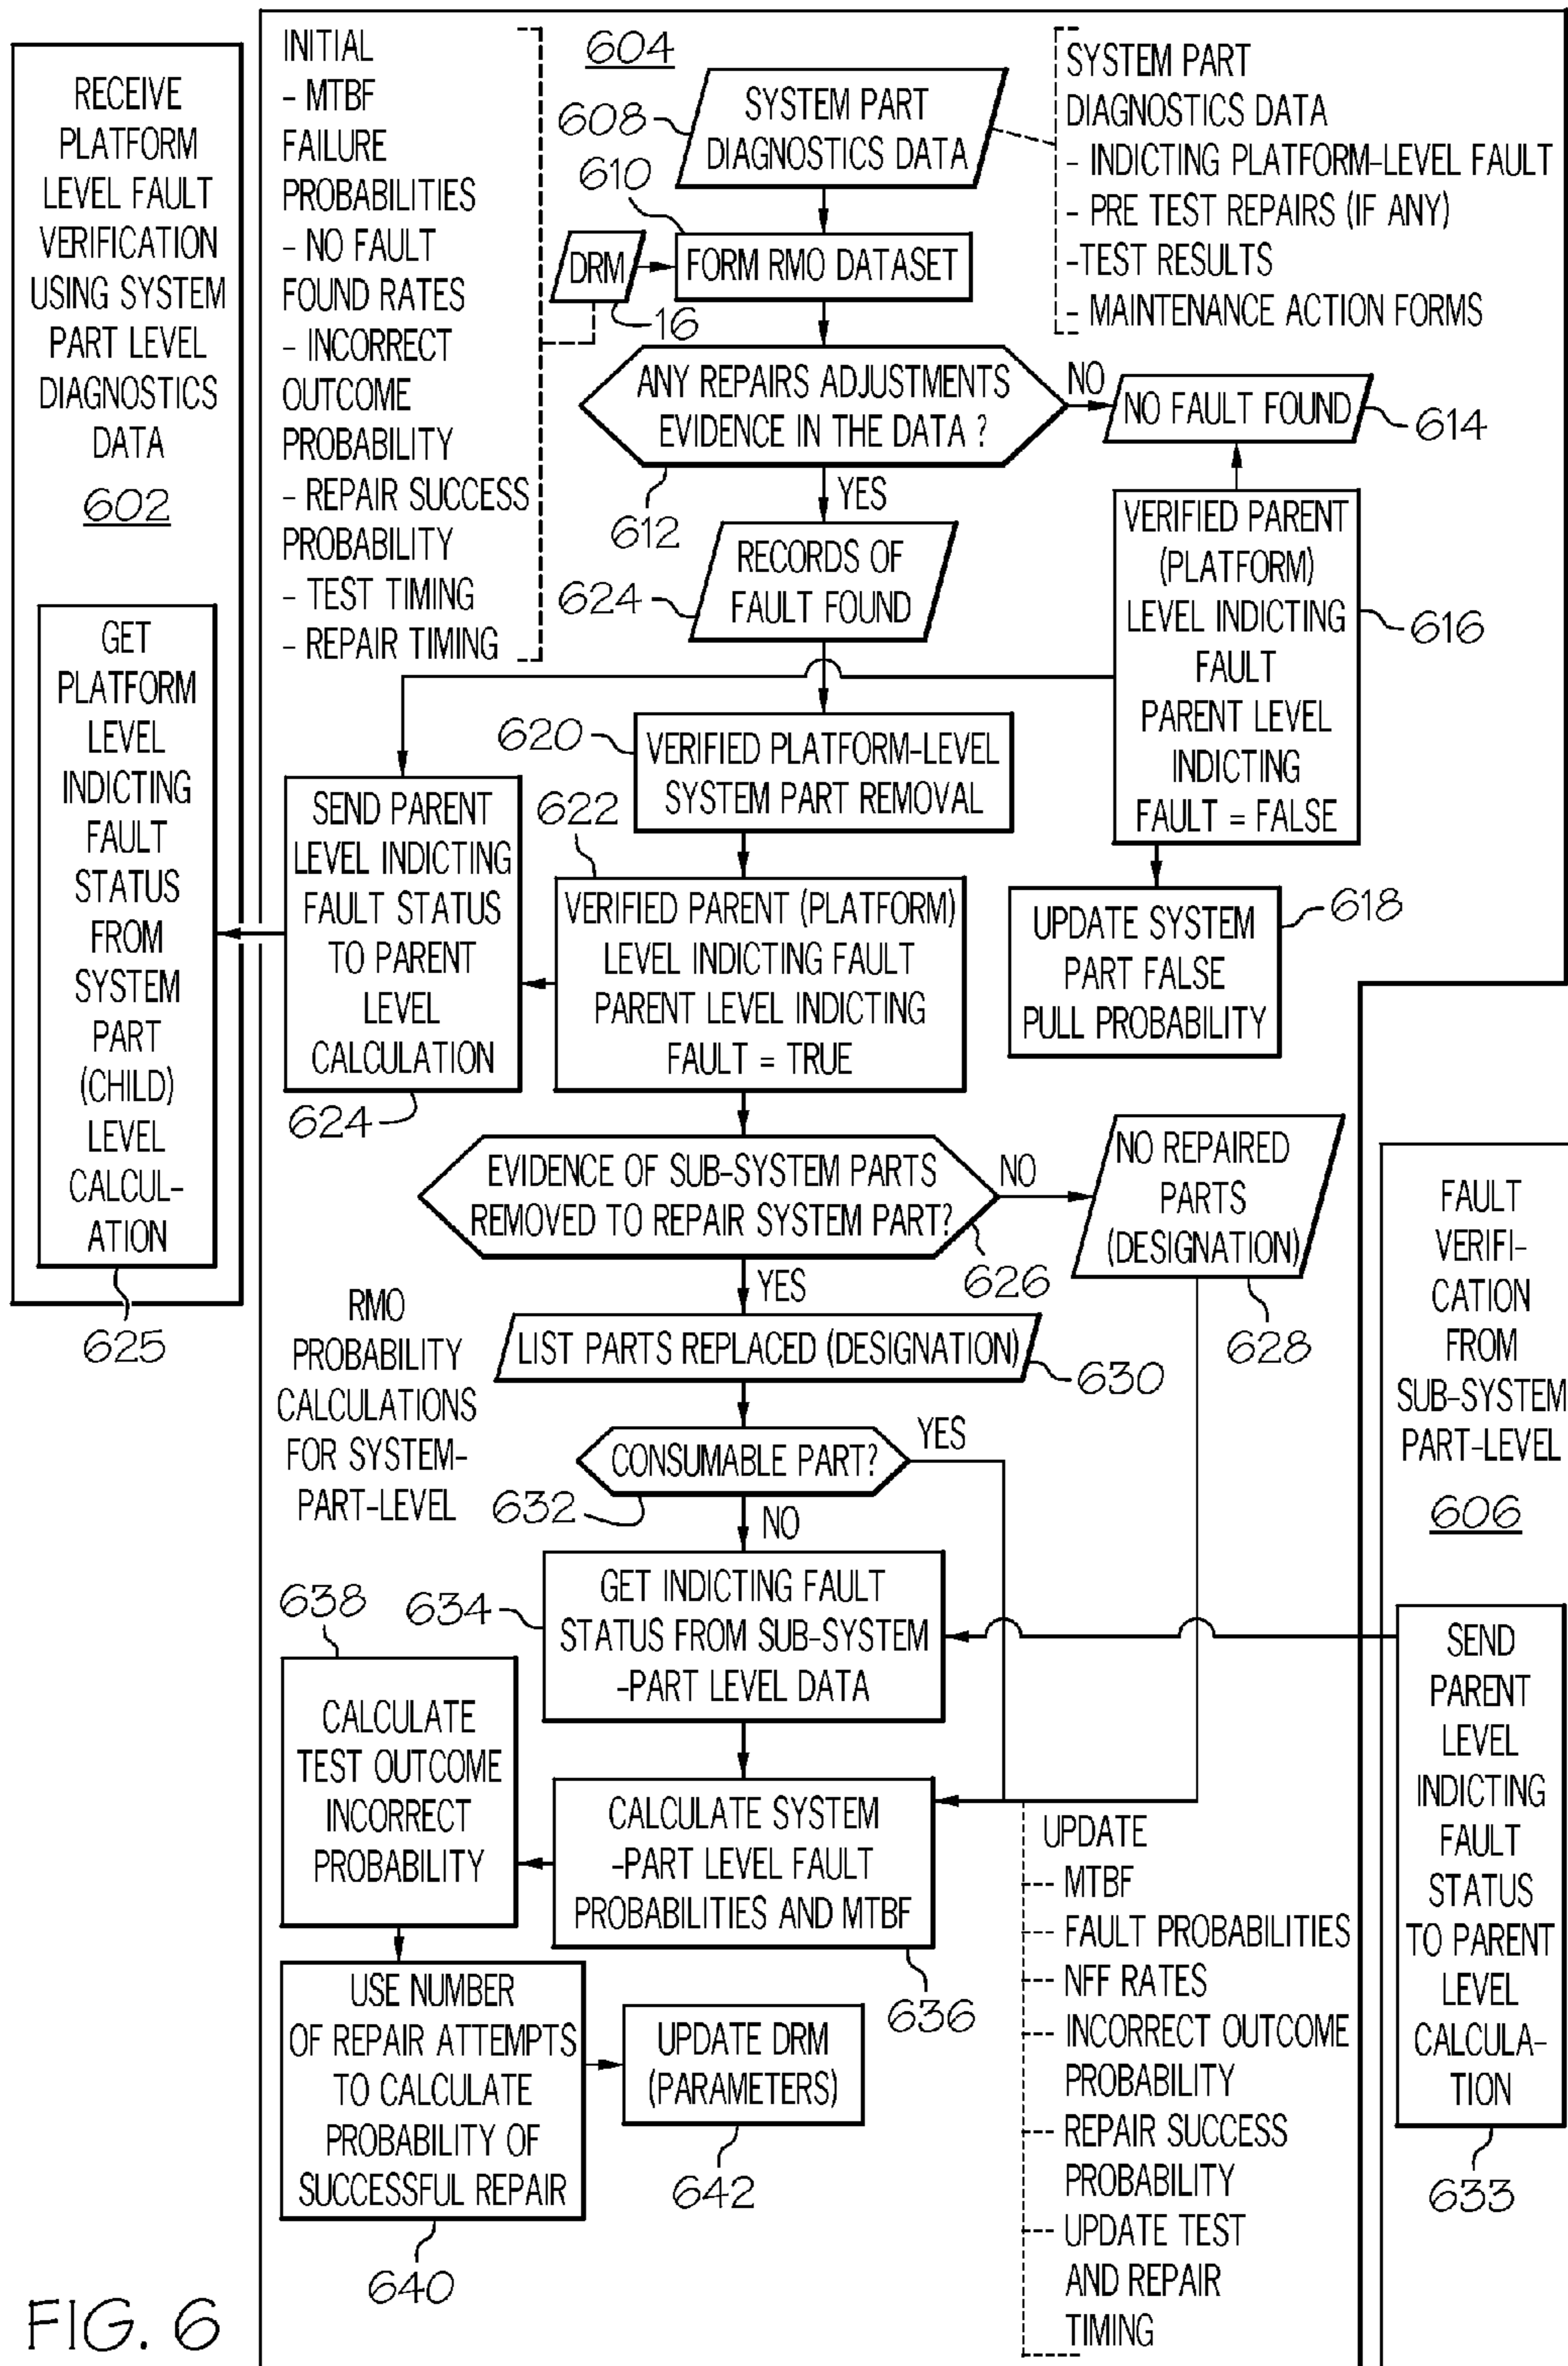 RECEIVE
PLATFORM
LEVEL FAULT
VERIFICATION
USING SYSTEM
PART LEVEL
DIAGNOSTICS
DATA
602
GET
PLATFORM
LEVEL
INDICTING
FAULT
STATUS
FROM
SYSTEM
PART
(CHILD)
LEVEL
CALCUL-
ATION
625
INITIAL
- MTBF
FAILURE
PROBABILITIES
- NO FAULT
FOUND RATES
- INCORRECT
OUTCOME
PROBABILITY
- REPAIR SUCCESS
PROBABILITY
- TEST TIMING
- REPAIR TIMING
604
608
SYSTEM PART
DIAGNOSTICS DATA
SYSTEM PART
DIAGNOSTICS DATA
- INDICTING PLATFORM-LEVEL FAULT
- PRE TEST REPAIRS (IF ANY)
-TEST RESULTS
- MAINTENANCE ACTION FORMS
610
DRM
16
FORM RMO DATASET
ANY REPAIRS ADJUSTMENTS
EVIDENCE IN THE DATA ?
612
NO
YES
NO FAULT FOUND
614
RECORDS OF
FAULT FOUND
624
VERIFIED PARENT
(PLATFORM)
LEVEL INDICTING
FAULT
PARENT LEVEL
INDICTING
FAULT = FALSE
616
620
VERIFIED PLATFORM-LEVEL
SYSTEM PART REMOVAL
SEND PARENT
LEVEL INDICTING
FAULT STATUS
TO PARENT
LEVEL
CALCULATION
624
622
VERIFIED PARENT (PLATFORM)
LEVEL INDICTING FAULT
PARENT LEVEL INDICTING
FAULT = TRUE
UPDATE SYSTEM
PART FALSE
PULL PROBABILITY
618
EVIDENCE OF SUB-SYSTEM PARTS
REMOVED TO REPAIR SYSTEM PART?
626
NO
YES
NO REPAIRED
PARTS
(DESIGNATION)
628
RMO
PROBABILITY
CALCULATIONS
FOR SYSTEM-
PART-LEVEL
LIST PARTS REPLACED (DESIGNATION)
630
CONSUMABLE PART?
632
YES
NO
FAULT
VERIFI-
CATION
FROM
SUB-SYSTEM
PART-LEVEL
606
634
GET INDICTING FAULT
STATUS FROM SUB-SYSTEM
-PART LEVEL DATA
SEND
PARENT
LEVEL
INDICTING
FAULT
STATUS
TO PARENT
LEVEL
CALCULA-
TION
633
638
CALCULATE
TEST OUTCOME
INCORRECT
PROBABILITY
CALCULATE SYSTEM
-PART LEVEL FAULT
PROBABILITIES AND MTBF
636
UPDATE
MTBF
FAULT PROBABILITIES
NFF RATES
INCORRECT OUTCOME
PROBABILITY
REPAIR SUCCESS
PROBABILITY
UPDATE TEST
AND REPAIR
TIMING
USE NUMBER
OF REPAIR ATTEMPTS
TO CALCULATE
PROBABILITY OF
SUCCESSFUL REPAIR
640
UPDATE DRM
(PARAMETERS)
642
FIG. 6